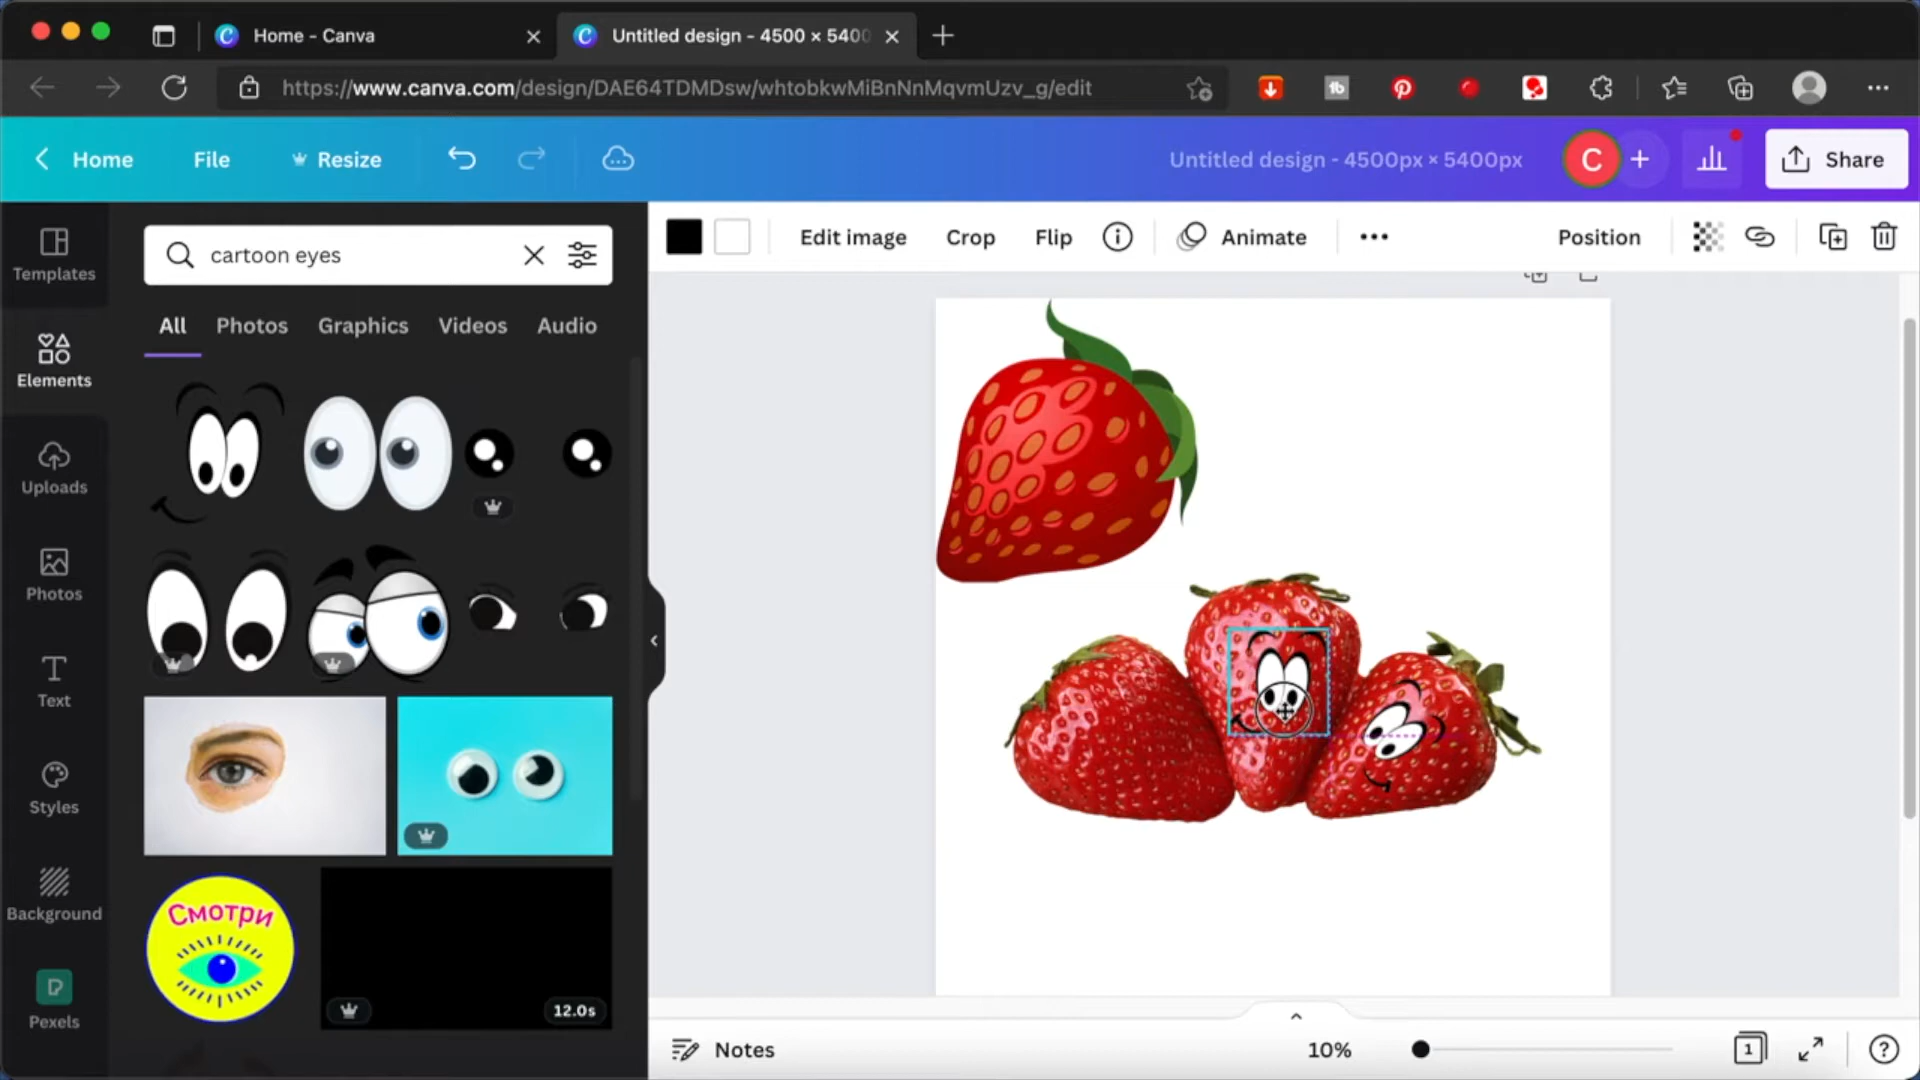 Home - Canva
Untitled design - 4500 × 5400
https://www.canva.com/design/DAE64TDMDsw/whtobkwMiBnNnMqvmUzv_g/edit
Home
File
Resize
Untitled design - 4500px × 5400px
C
Share
Templates
Elements
Uploads
Photos
Text
Styles
Background
Pexels
cartoon eyes
All
Photos
Graphics
Videos
Audio
Смотри
12.0s
Edit image
Crop
Flip
Animate
Position
Notes
10%
1